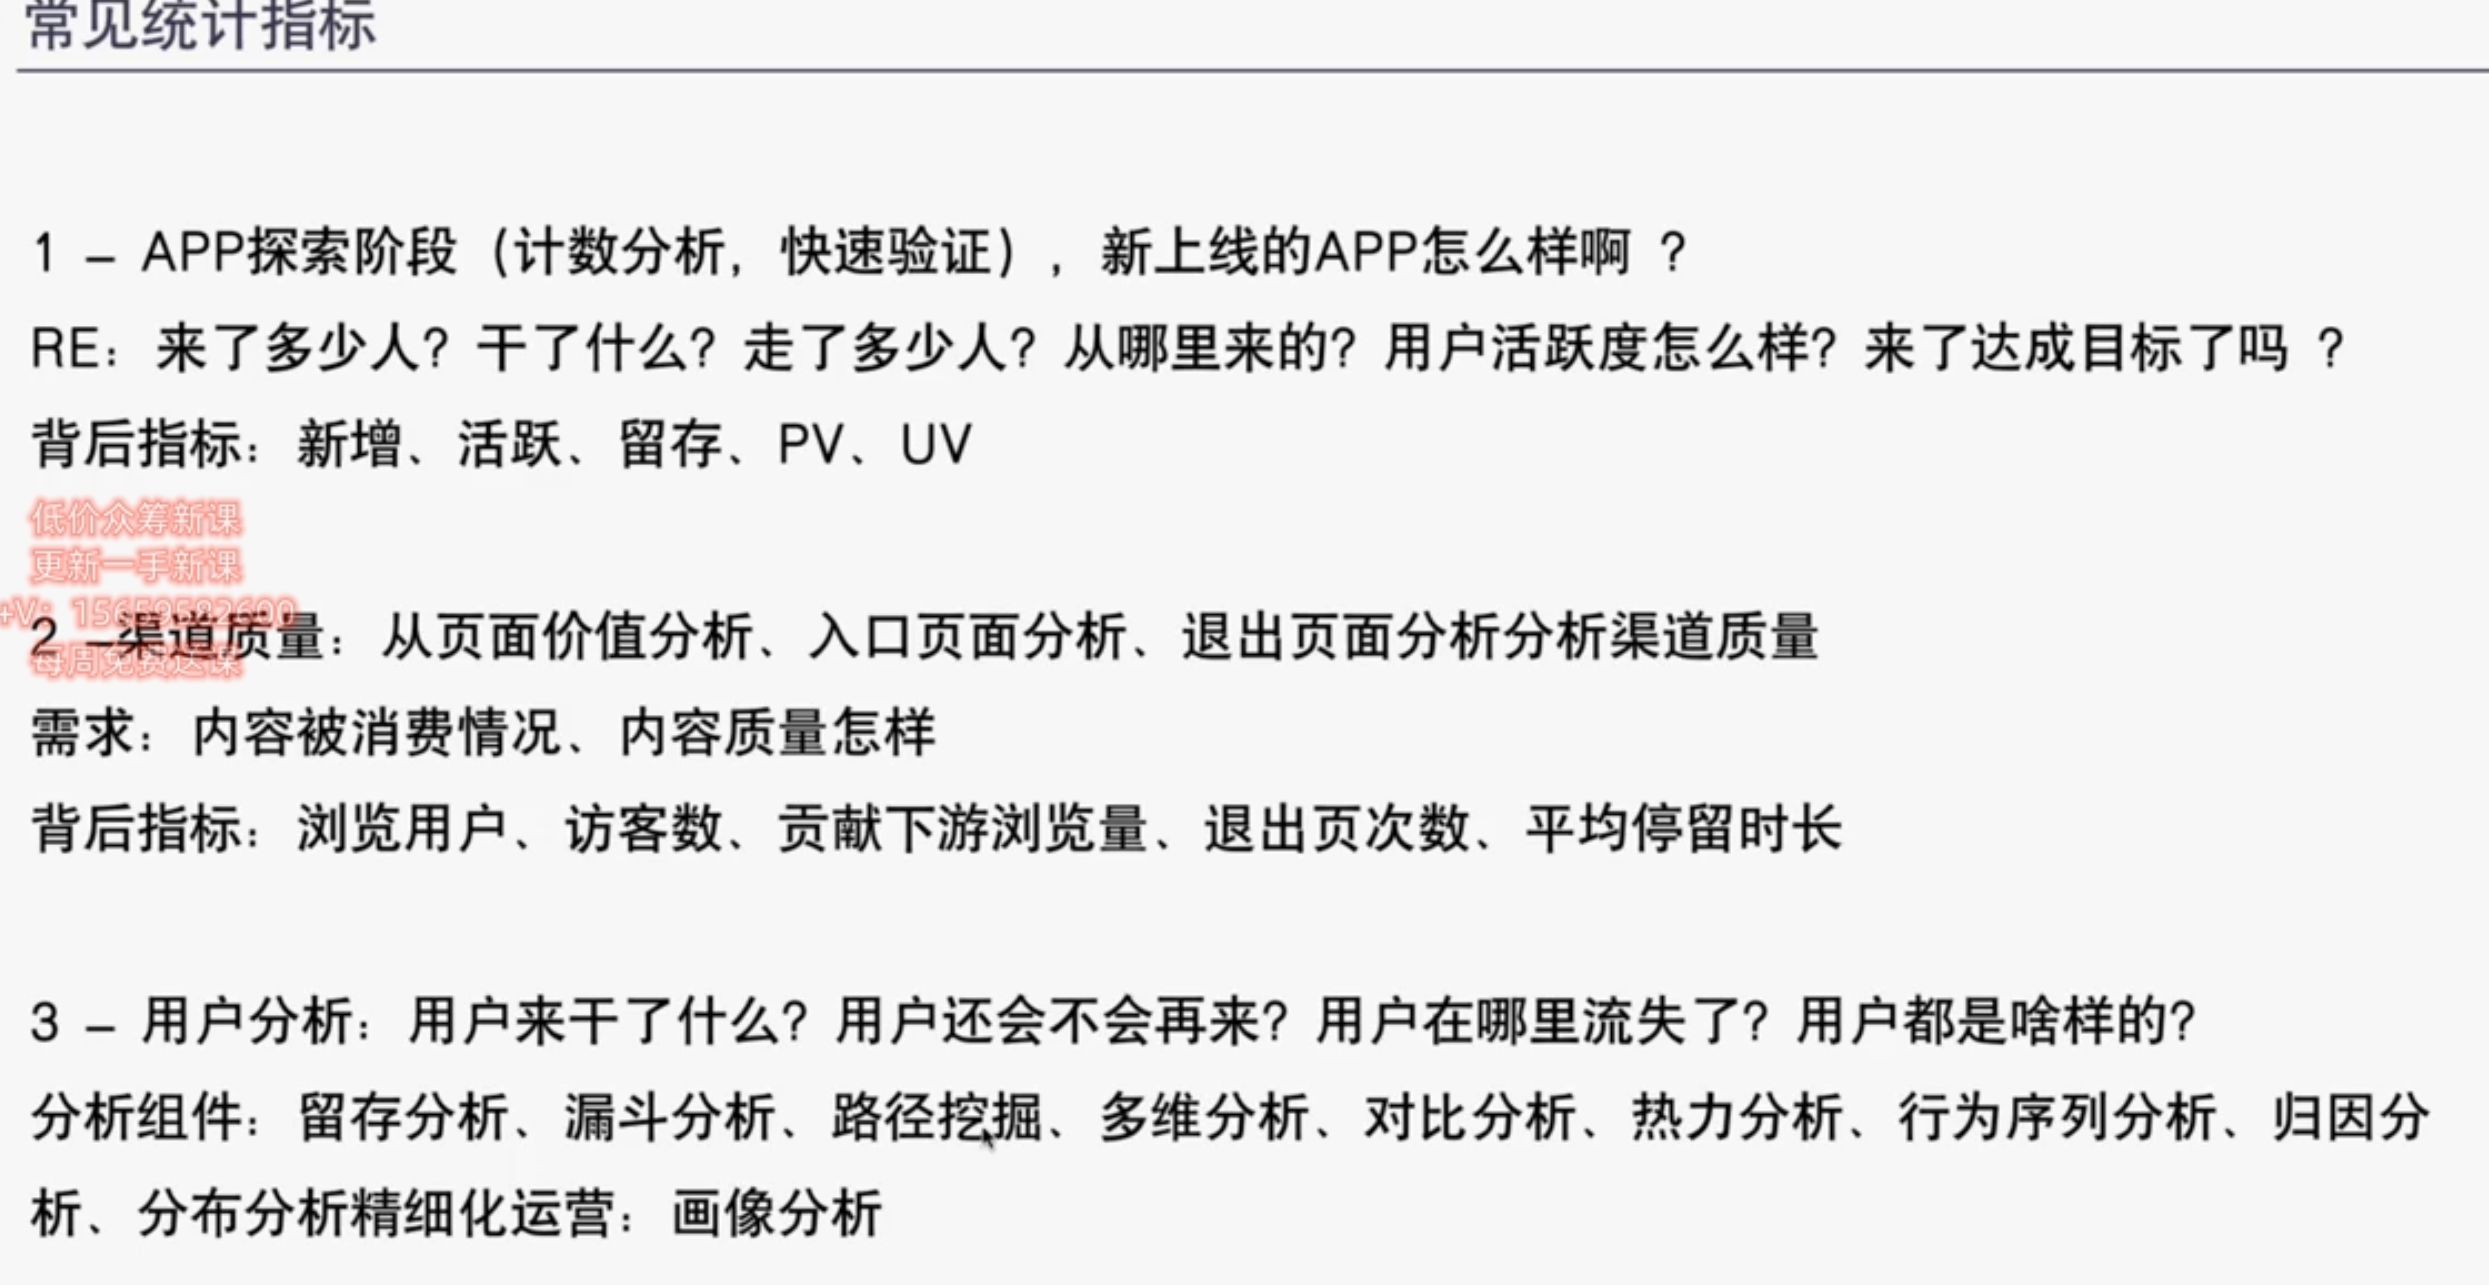 常见统计指标
1 – APP探索阶段（计数分析，快速验证），新上线的APP怎么样啊 ？
RE：来了多少人？干了什么？走了多少人？从哪里来的？用户活跃度怎么样？来了达成目标了吗 ？
背后指标：新增、活跃、留存、PV、UV
低价众筹新课
更新一手新课
+V：15659582600
2 –渠道质量：从页面价值分析、入口页面分析、退出页面分析分析渠道质量
每周免费送课
需求：内容被消费情况、内容质量怎样
背后指标：浏览用户、访客数、贡献下游浏览量、退出页次数、平均停留时长
3 – 用户分析：用户来干了什么？用户还会不会再来？用户在哪里流失了？用户都是啥样的？
分析组件：留存分析、漏斗分析、路径挖掘、多维分析、对比分析、热力分析、行为序列分析、归因分
析、分布分析精细化运营：画像分析